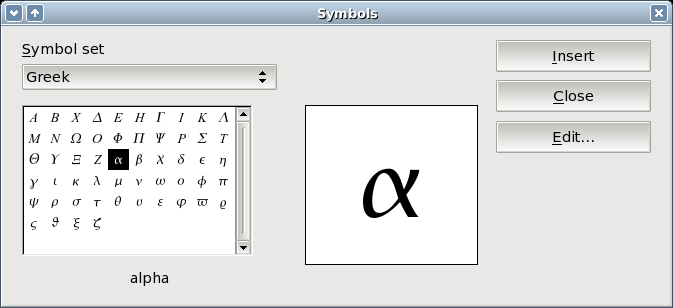 Symbols
Symbol set
Greek
Α Β Χ Δ Ε Η Γ Ι Κ Λ
Μ Ν Ω Ο Φ Π Ψ Ρ Σ Τ
Θ Υ Ξ Ζ α β χ δ ϵ η
γ ι κ λ μ ν ω ο ϕ π
ψ ρ σ τ θ υ ε φ ϖ ϱ
ς ϑ ξ ζ
alpha
α
Insert
Close
Edit...